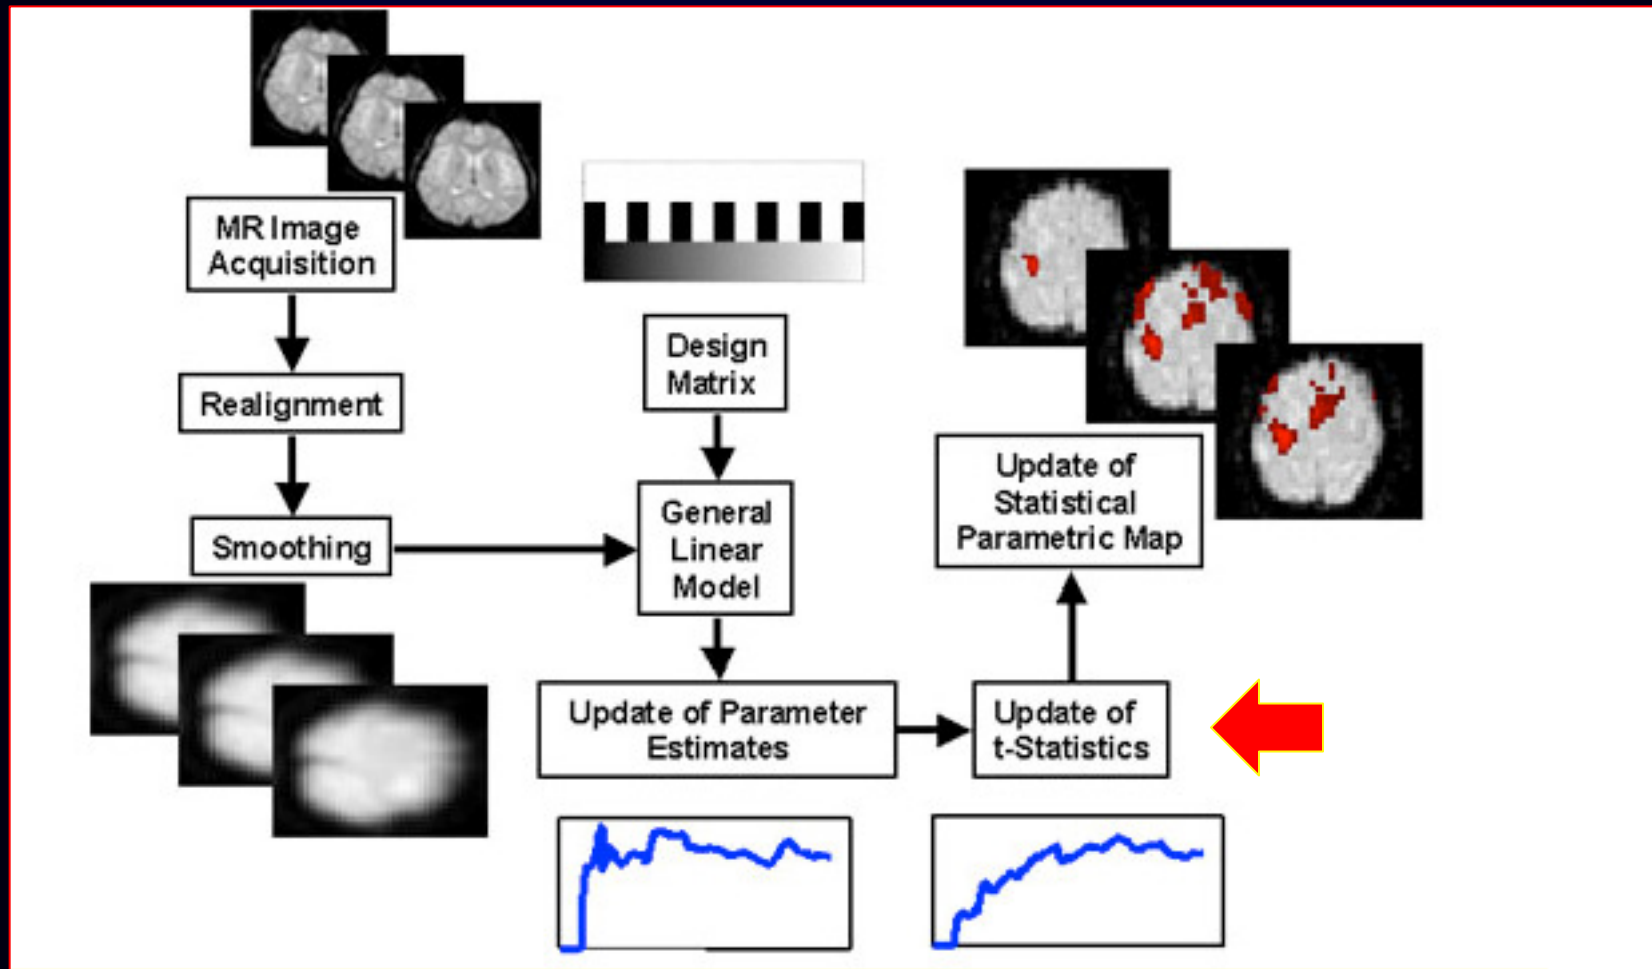 MR Image
Acquisition
Realignment
Smoothing
Design
Matrix
General
Linear
Model
Update of Parameter
Estimates
Update of
t-Statistics
Update of
Statistical
Parametric Map